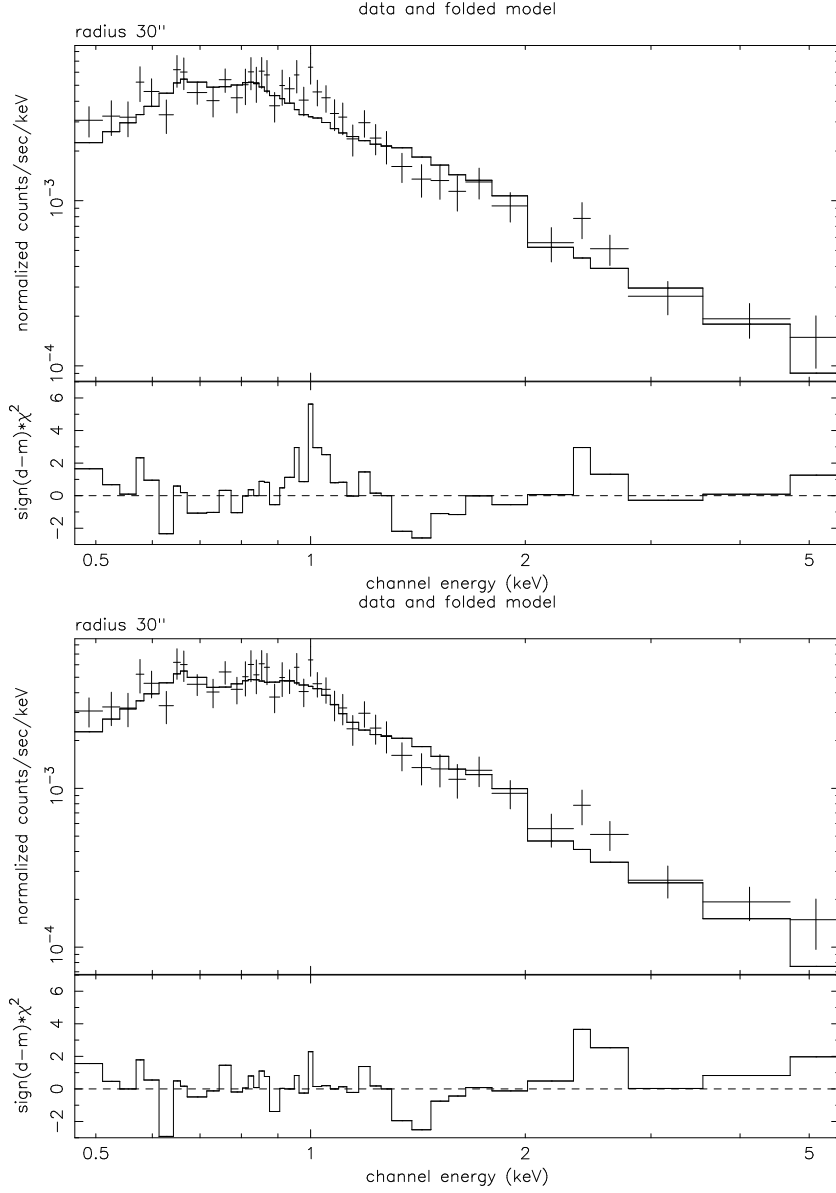 data and folded model
radius 30"
normalized counts/sec/keV
10⁻³
10⁻⁴
sign(d−m)*χ²
6
4
2
0
−2
0.5 1 2 5
channel energy (keV)
data and folded model
radius 30"
normalized counts/sec/keV
10⁻³
10⁻⁴
sign(d−m)*χ²
6
4
2
0
−2
0.5 1 2 5
channel energy (keV)